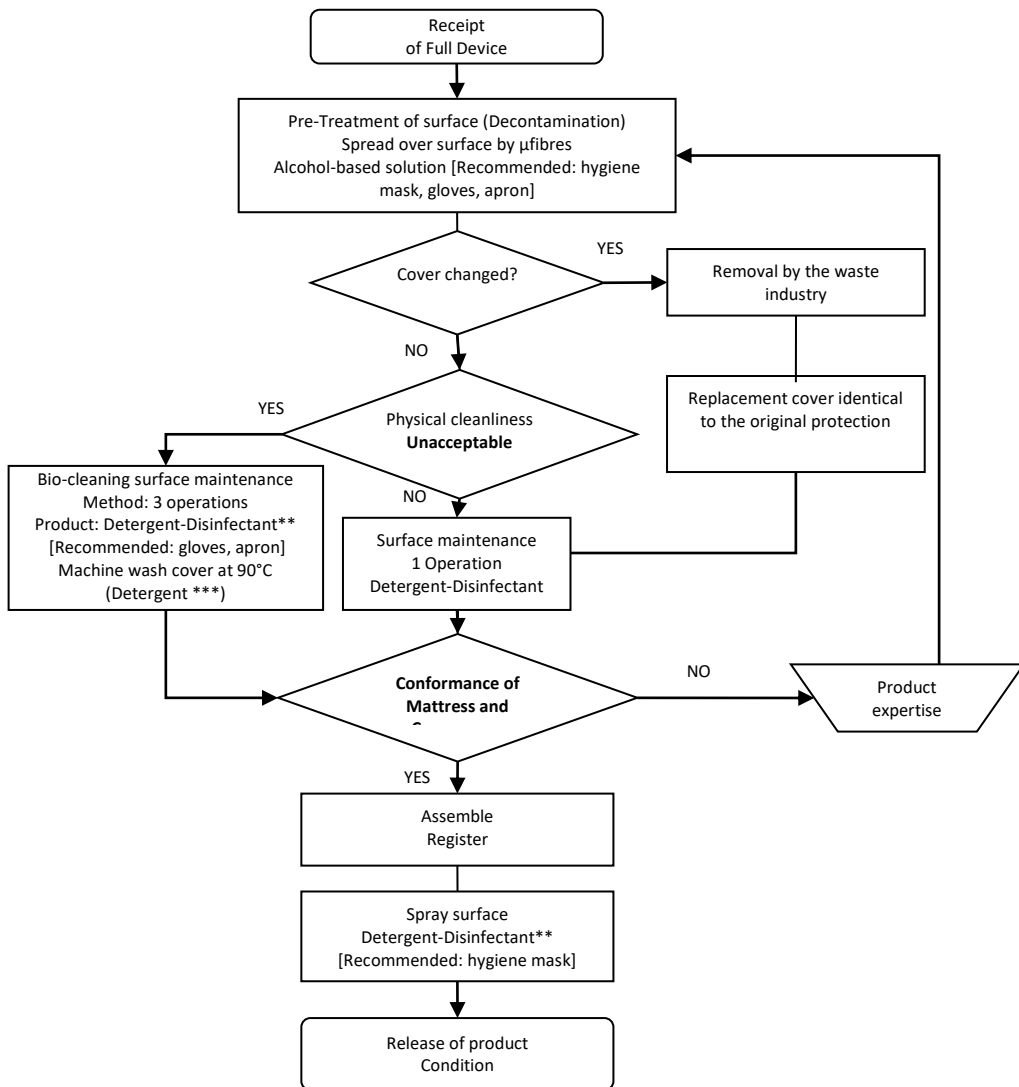 Receipt
of Full Device
Pre-Treatment of surface (Decontamination)
Spread over surface by µfibres
Alcohol-based solution [Recommended: hygiene
mask, gloves, apron]
Cover changed?
YES
Removal by the waste
industry
NO
Replacement cover identical
to the original protection
Physical cleanliness
Unacceptable
YES
NO
Bio-cleaning surface maintenance
Method: 3 operations
Product: Detergent-Disinfectant**
[Recommended: gloves, apron]
Machine wash cover at 90°C
(Detergent ***)
Surface maintenance
1 Operation
Detergent-Disinfectant
Conformance of
Mattress and
NO
Product
expertise
YES
Assemble
Register
Spray surface
Detergent-Disinfectant**
[Recommended: hygiene mask]
Release of product
Condition